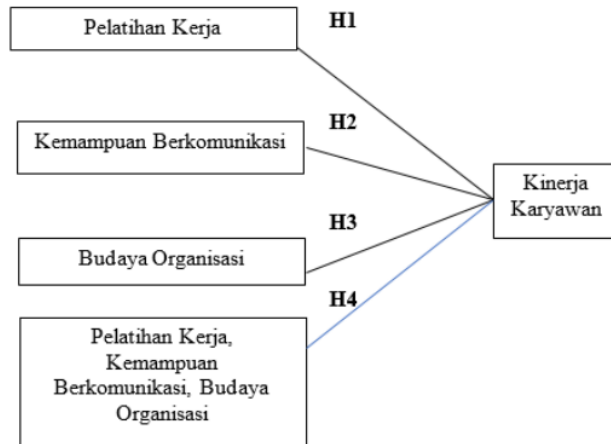 Pelatihan Kerja
H1
Kemampuan Berkomunikasi
H2
Budaya Organisasi
H3
Pelatihan Kerja,
Kemampuan
Berkomunikasi, Budaya
Organisasi
H4
Kinerja
Karyawan